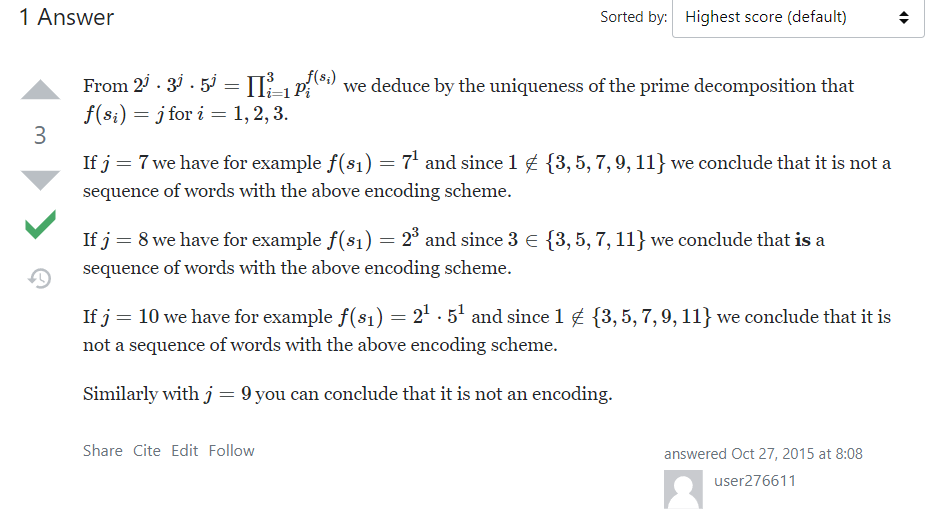 1 Answer
Sorted by: Highest score (default)
From 2^j · 3^j · 5^j = ∏_{i=1}^{3} p_i^{f(s_i)} we deduce by the uniqueness of the prime decomposition that
f(s_i) = j for i = 1, 2, 3.
3
If j = 7 we have for example f(s_1) = 7^1 and since 1 ∉ {3, 5, 7, 9, 11} we conclude that it is not a
sequence of words with the above encoding scheme.
If j = 8 we have for example f(s_1) = 2^3 and since 3 ∈ {3, 5, 7, 11} we conclude that is a
sequence of words with the above encoding scheme.
If j = 10 we have for example f(s_1) = 2^1 · 5^1 and since 1 ∉ {3, 5, 7, 9, 11} we conclude that it is
not a sequence of words with the above encoding scheme.
Similarly with j = 9 you can conclude that it is not an encoding.
Share Cite Edit Follow
answered Oct 27, 2015 at 8:08
user276611